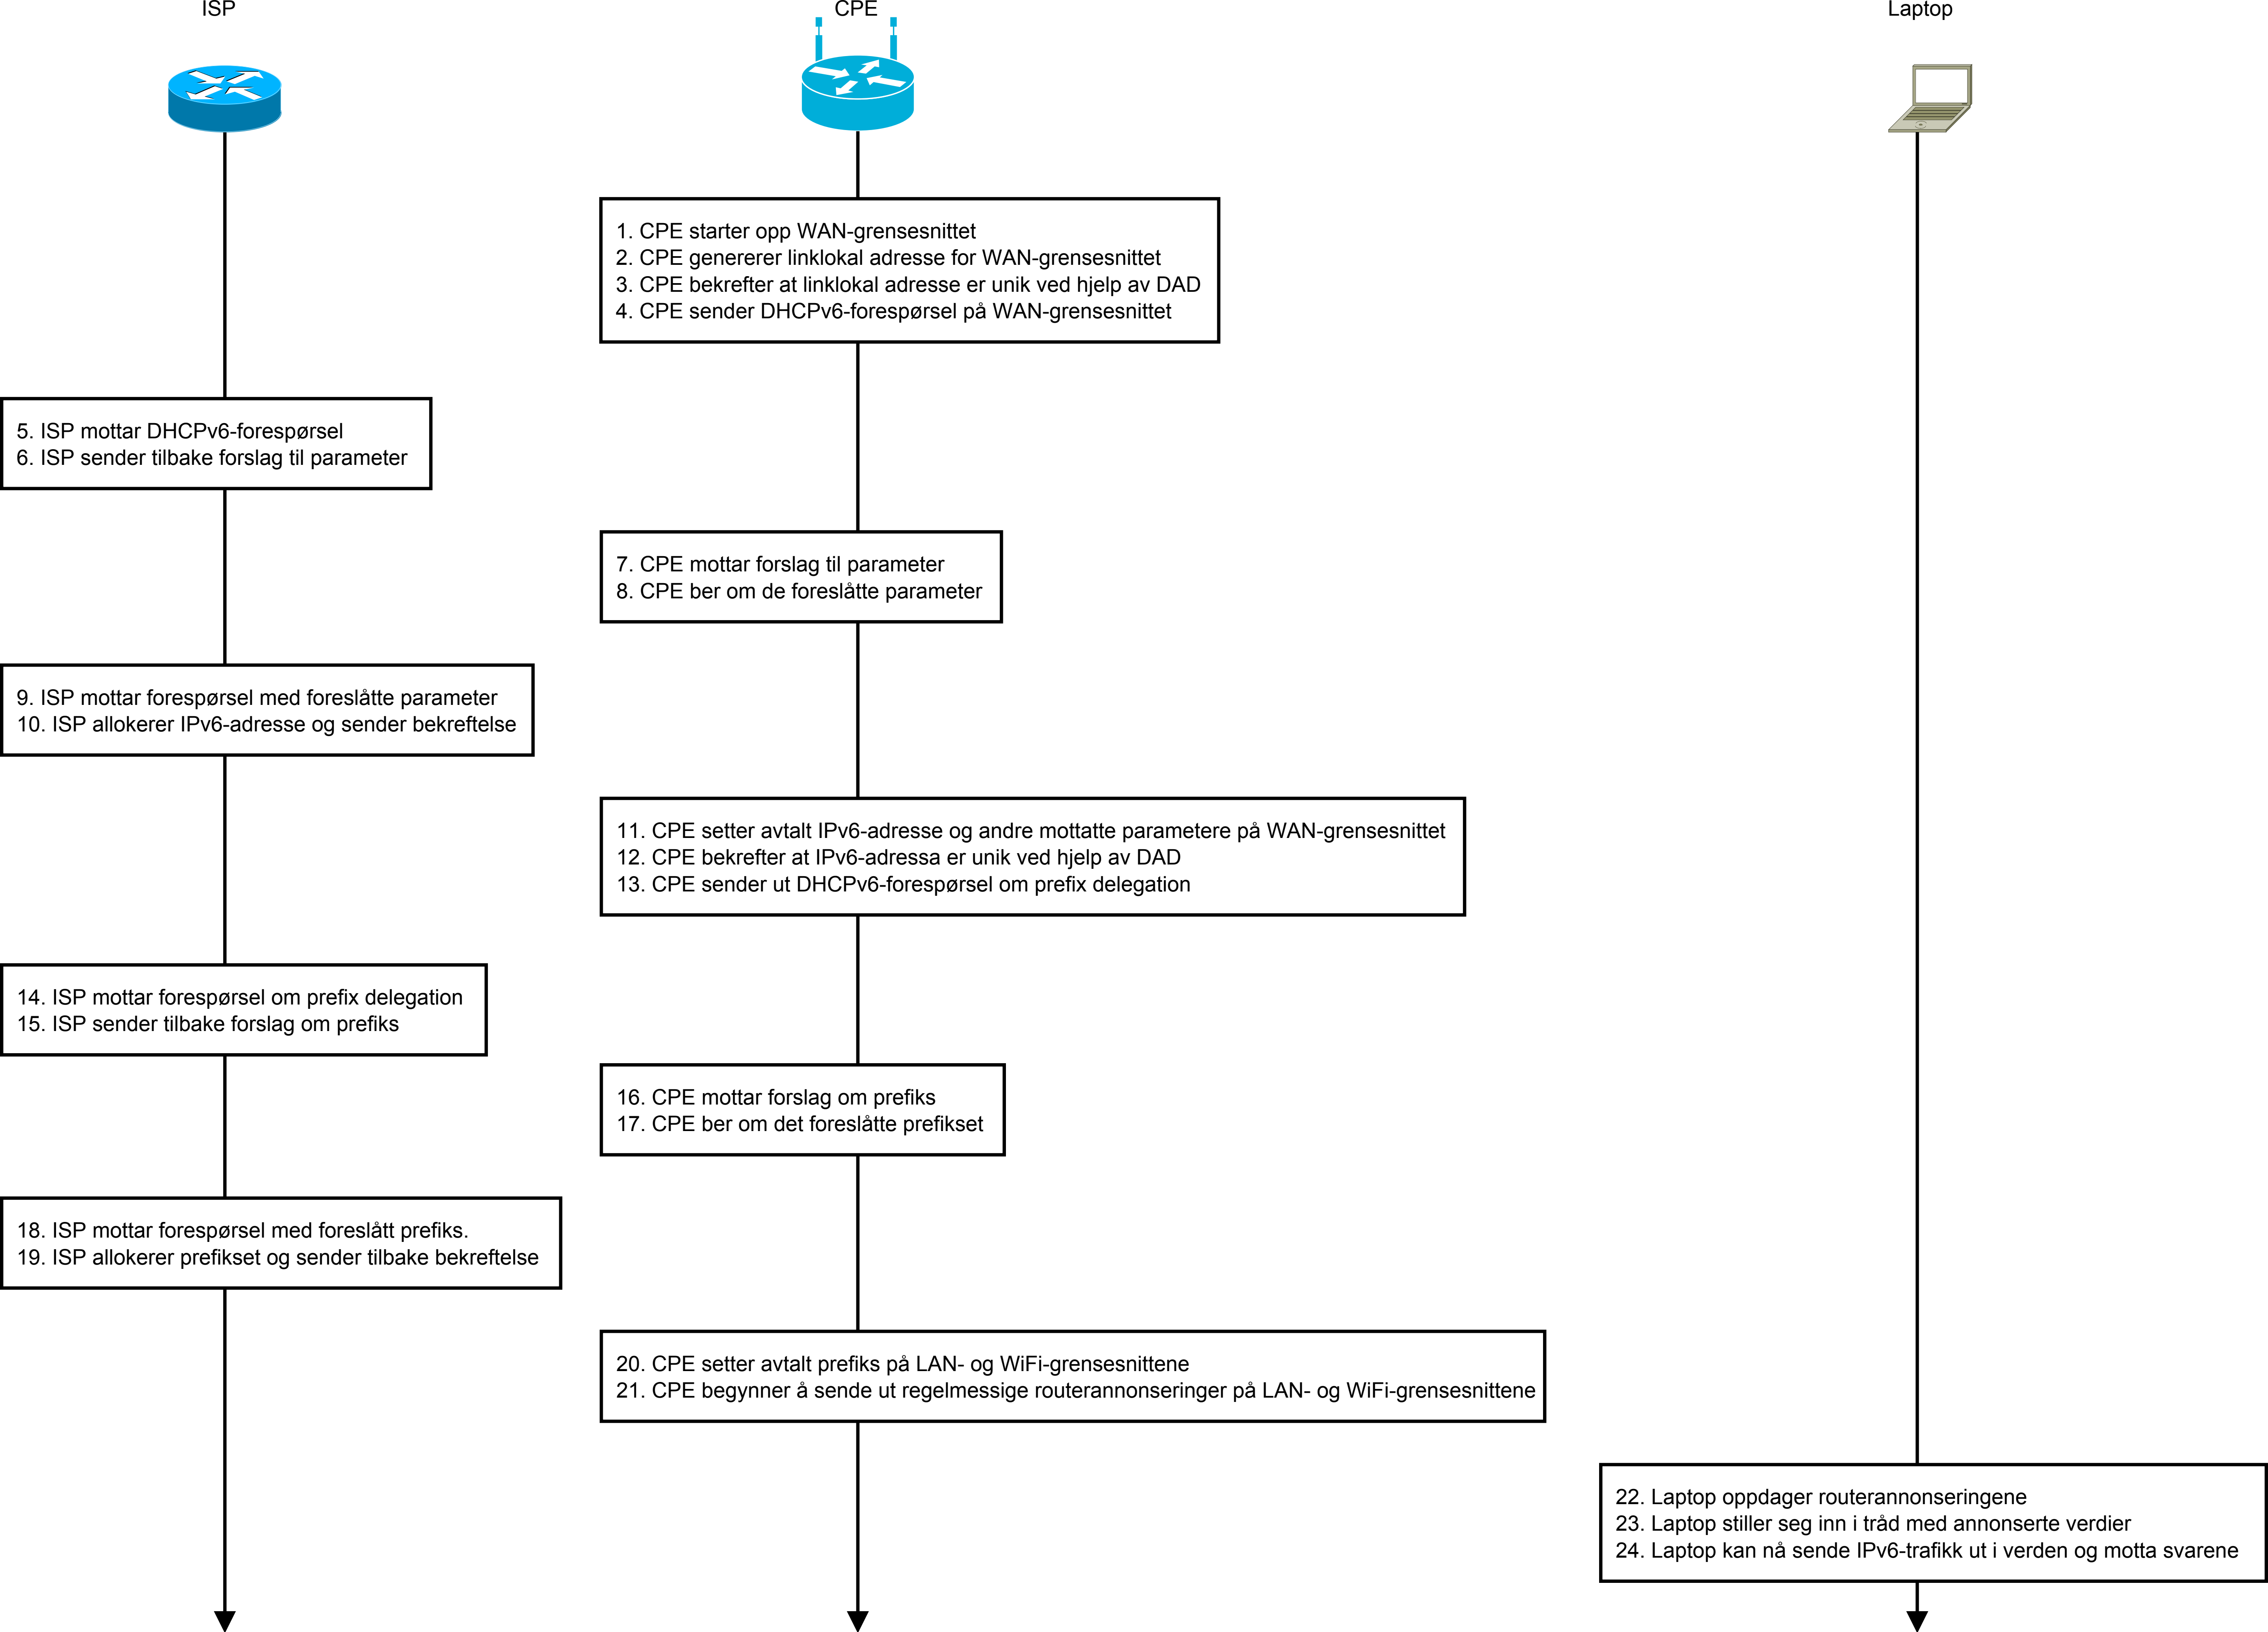 ISP
CPE
Laptop
1. CPE starter opp WAN-grensesnittet
2. CPE genererer linklokal adresse for WAN-grensesnittet
3. CPE bekrefter at linklokal adresse er unik ved hjelp av DAD
4. CPE sender DHCPv6-forespørsel på WAN-grensesnittet
5. ISP mottar DHCPv6-forespørsel
6. ISP sender tilbake forslag til parameter
7. CPE mottar forslag til parameter
8. CPE ber om de foreslåtte parameter
9. ISP mottar forespørsel med foreslåtte parameter
10. ISP allokerer IPv6-adresse og sender bekreftelse
11. CPE setter avtalt IPv6-adresse og andre mottatte parametere på WAN-grensesnittet
12. CPE bekrefter at IPv6-adressa er unik ved hjelp av DAD
13. CPE sender ut DHCPv6-forespørsel om prefix delegation
14. ISP mottar forespørsel om prefix delegation
15. ISP sender tilbake forslag om prefiks
16. CPE mottar forslag om prefiks
17. CPE ber om det foreslåtte prefikset
18. ISP mottar forespørsel med foreslått prefiks.
19. ISP allokerer prefikset og sender tilbake bekreftelse
20. CPE setter avtalt prefiks på LAN- og WiFi-grensesnittene
21. CPE begynner å sende ut regelmessige routerannonseringer på LAN- og WiFi-grensesnittene
22. Laptop oppdager routerannonseringene
23. Laptop stiller seg inn i tråd med annonserte verdier
24. Laptop kan nå sende IPv6-trafikk ut i verden og motta svarene